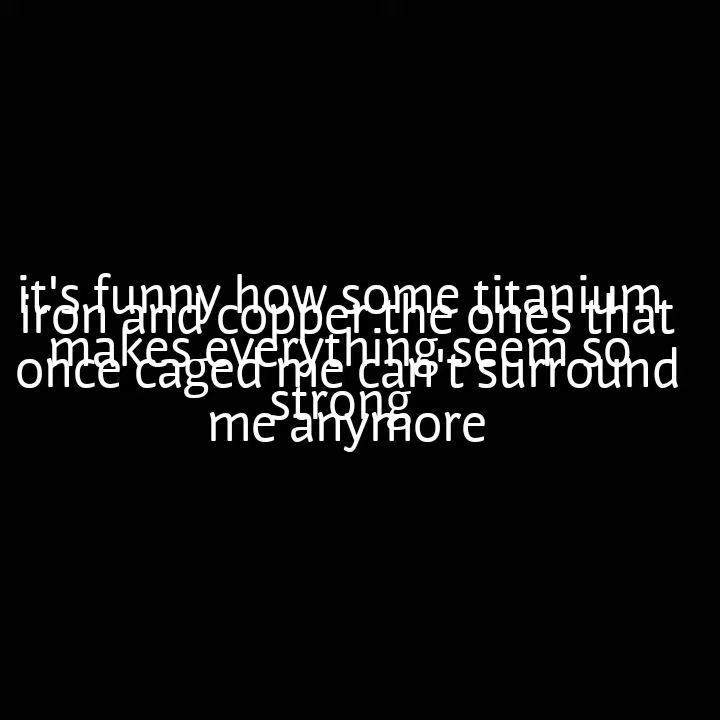 it's funny how some titanium
makes everything seem so
strong
iron and copper the ones that
once caged me can't surround
me anymore